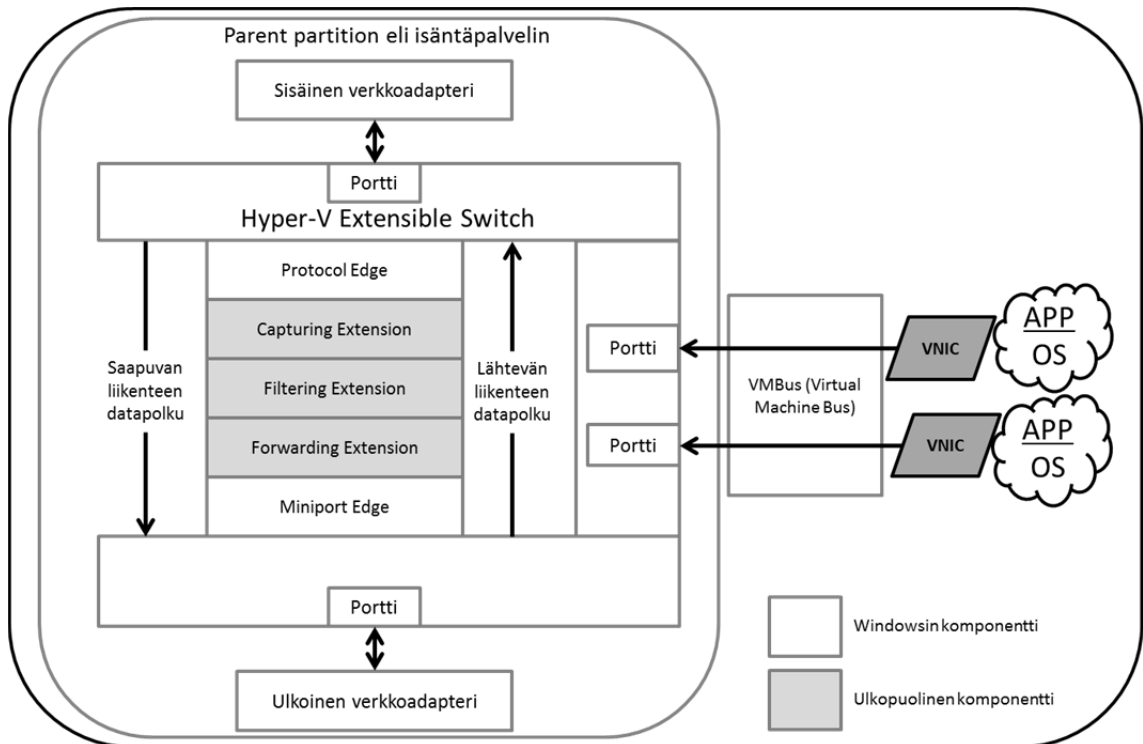 Parent partition eli isäntäpalvelin
Sisäinen verkkoadapteri
Portti
Hyper-V Extensible Switch
Protocol Edge
Capturing Extension
Filtering Extension
Forwarding Extension
Miniport Edge
Saapuvan
liikenteen
datapolku
Lähtevän
liikenteen
datapolku
Portti
Portti
VMBus (Virtual
Machine Bus)
VNIC
APP
OS
VNIC
APP
OS
Portti
Ulkoinen verkkoadapteri
Windowsin komponentti
Ulkopuolinen komponentti